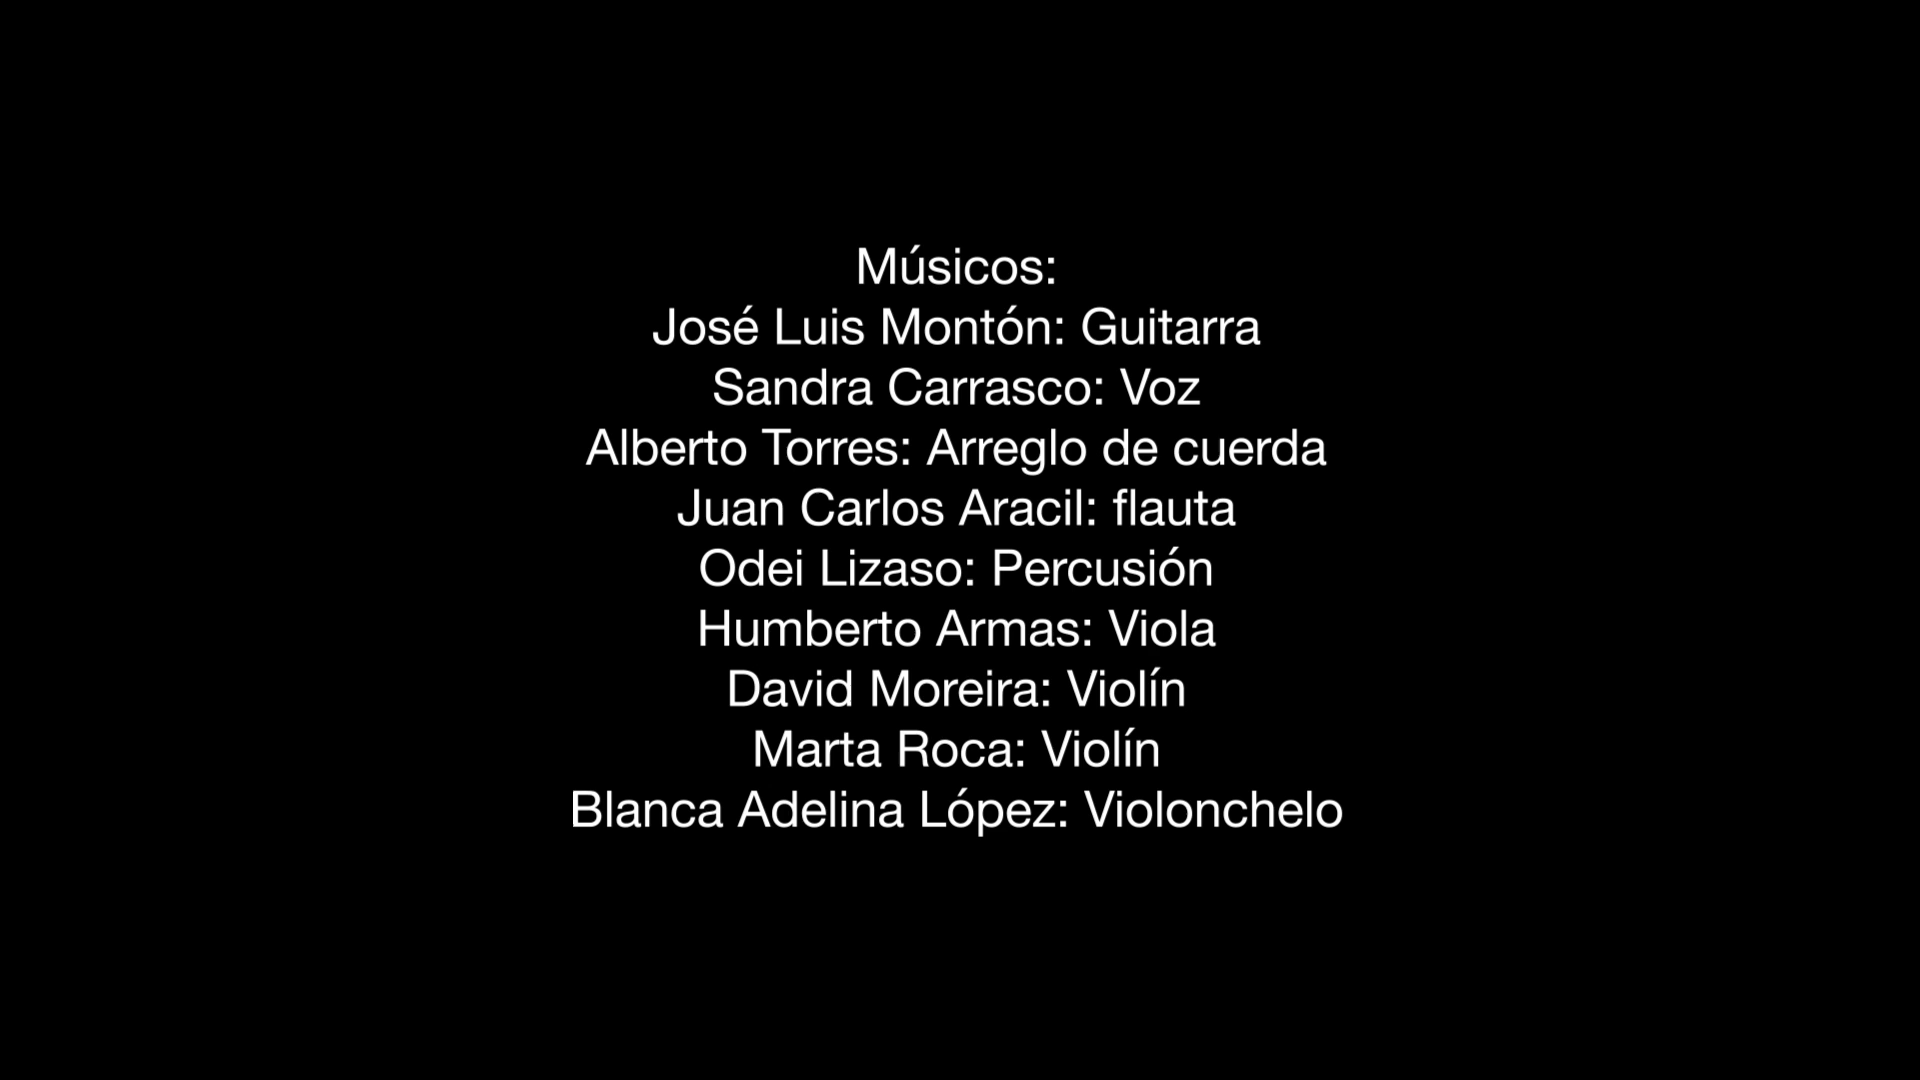 Músicos:
José Luis Montón: Guitarra
Sandra Carrasco: Voz
Alberto Torres: Arreglo de cuerda
Juan Carlos Aracil: flauta
Odei Lizaso: Percusión
Humberto Armas: Viola
David Moreira: Violín
Marta Roca: Violín
Blanca Adelina López: Violonchelo